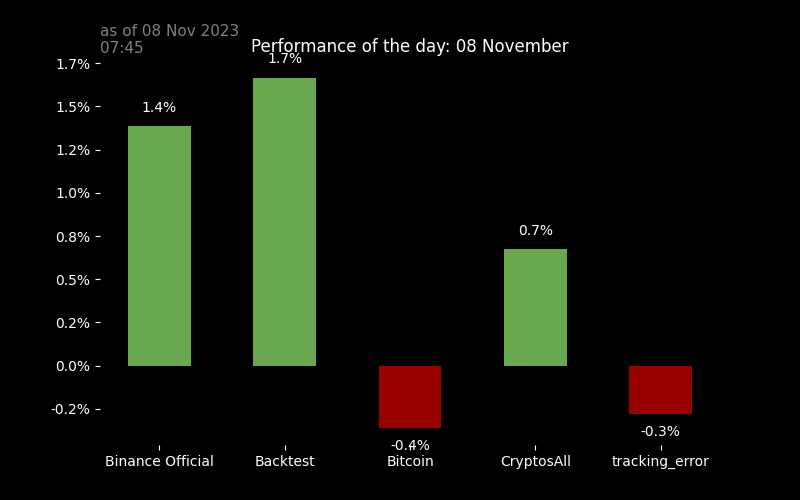 as of 08 Nov 2023
07:45
Performance of the day: 08 November
1.7%
1.5%
1.2%
1.0%
0.8%
0.5%
0.2%
0.0%
-0.2%
1.4%
1.7%
-0.4%
0.7%
-0.3%
Binance Official
Backtest
Bitcoin
CryptosAll
tracking_error